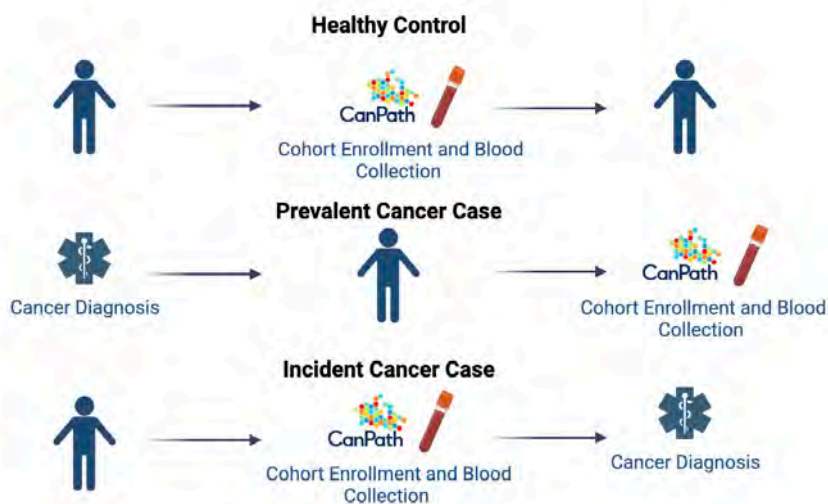 Healthy Control
CanPath
Cohort Enrollment and Blood
Collection
Prevalent Cancer Case
Cancer Diagnosis
CanPath
Cohort Enrollment and Blood
Collection
Incident Cancer Case
CanPath
Cohort Enrollment and Blood
Collection
Cancer Diagnosis